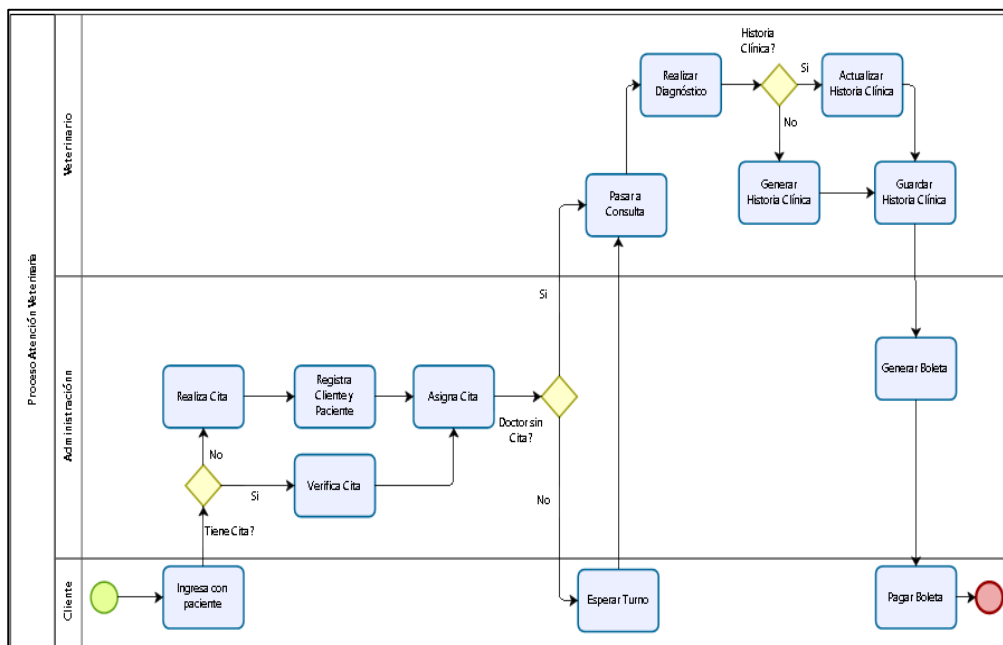 Proceso Atención Veterinaria
Veterinario
Historia
Clínica?
Realizar
Diagnóstico
Si
Actualizar
Historia Clínica
No
Generar
Historia Clínica
Guardar
Historia Clínica
Pasar a
Consulta
Administraciónn
Si
Realiza Cita
Registra
Cliente y
Paciente
Asigna Cita
Doctor sin
Cita?
Generar Boleta
No
Si
Verifica Cita
No
Tiene Cita?
Cliente
Ingresa con
paciente
Esperar Turno
Pagar Boleta